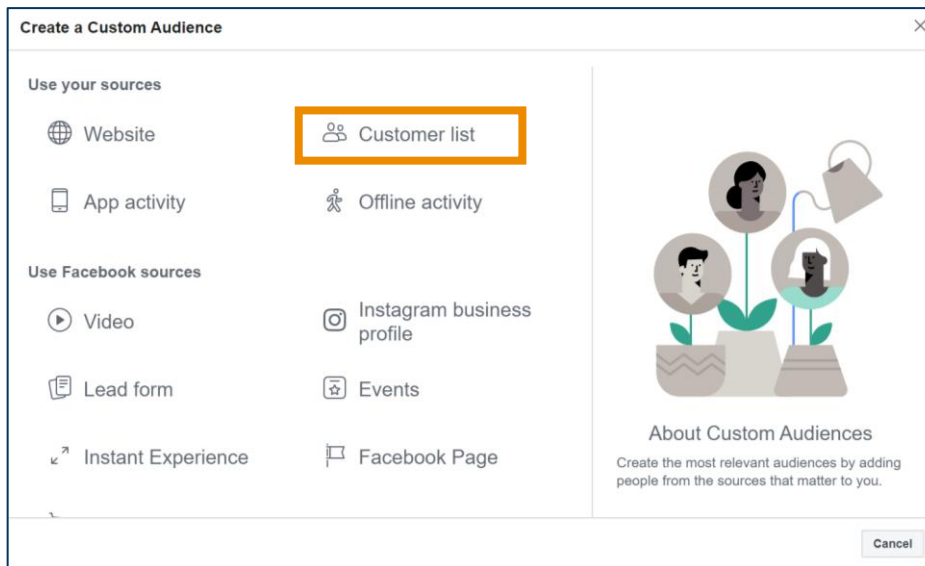 Create a Custom Audience
Use your sources
Website
Customer list
App activity
Offline activity
Use Facebook sources
Video
Instagram business
profile
Lead form
Events
Instant Experience
Facebook Page
About Custom Audiences
Create the most relevant audiences by adding
people from the sources that matter to you.
Cancel